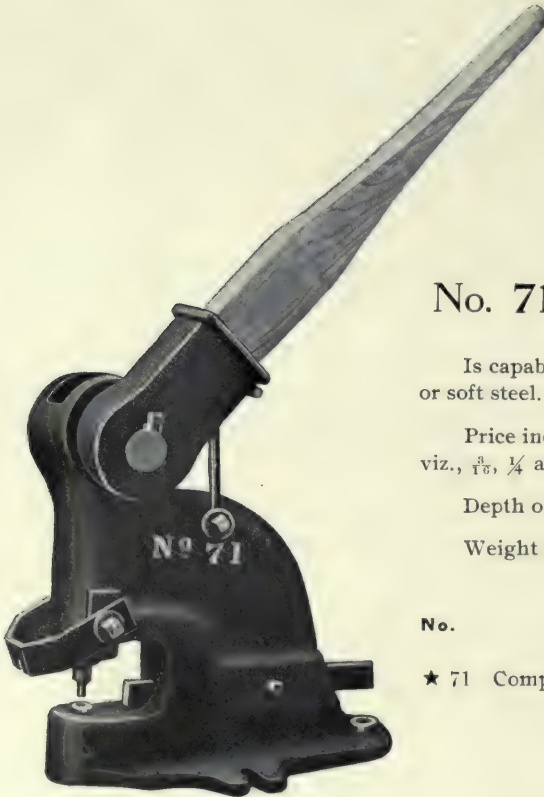 No. 71
Is capab
or soft steel.
Price inc
viz., 3/16, 1/4 a
Depth o
Weight
No.
★ 71 Comp
No 71